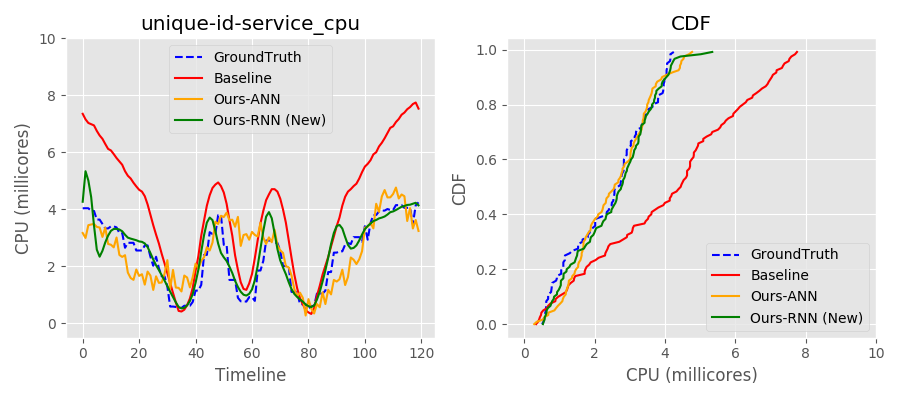 unique-id-service_cpu
CPU (millicores)
10
8
6
4
2
0
GroundTruth
Baseline
Ours-ANN
Ours-RNN (New)
0 20 40 60 80 100 120
Timeline
CDF
CDF
1.0
0.8
0.6
0.4
0.2
0.0
GroundTruth
Baseline
Ours-ANN
Ours-RNN (New)
0 2 4 6 8 10
CPU (millicores)